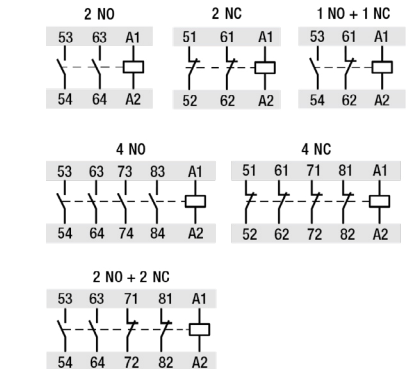 2 NO 2 NC 1 NO + 1 NC
53 63 A1 51 61 A1 53 61 A1
54 64 A2 52 62 A2 54 62 A2
4 NO 4 NC
53 63 73 83 A1 51 61 71 81 A1
54 64 74 84 A2 52 62 72 82 A2
2 NO + 2 NC
53 63 71 81 A1
54 64 72 82 A2